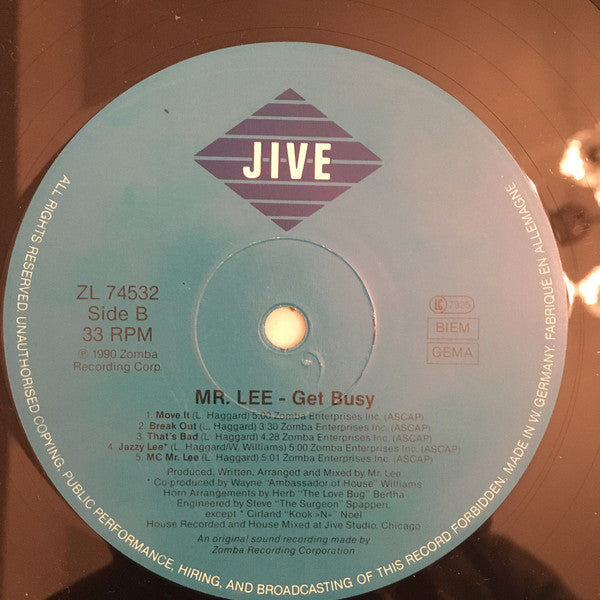 JIVE
ZL 74532
Side B
33 RPM
℗ 1990 Zomba
Recording Corp.
LC 7925
BIEM
GEMA
MR. LEE - Get Busy
1. Move It (L. Haggard) 5:00 Zomba Enterprises Inc. (ASCAP)
2. Break Out (L. Haggard) 3:30 Zomba Enterprises Inc. (ASCAP)
3. That's Bad (L. Haggard) 4:28 Zomba Enterprises Inc. (ASCAP)
4. Jazzy Lee* (L. Haggard/W. Williams) 5:00 Zomba Enterprises Inc. (ASCAP)
5. MC Mr. Lee (L. Haggard) 5:01 Zomba Enterprises Inc. (ASCAP)
Produced, Written, Arranged and Mixed by Mr. Lee
* Co-produced by Wayne "Ambassador of House" Williams
Horn Arrangements by Herb "The Love Bug" Bertha
Engineered by Steve "The Surgeon" Spapperi,
except * Girland "Kook »N«" Noel
House Recorded and House Mixed at Jive Studio, Chicago
An original sound recording made by
Zomba Recording Corporation
ALL RIGHTS RESERVED. UNAUTHORISED COPYING, PUBLIC PERFORMANCE, HIRING, AND BROADCASTING OF THIS RECORD FORBIDDEN. MADE IN W. GERMANY. FABRIQUÉ EN ALLEMAGNE